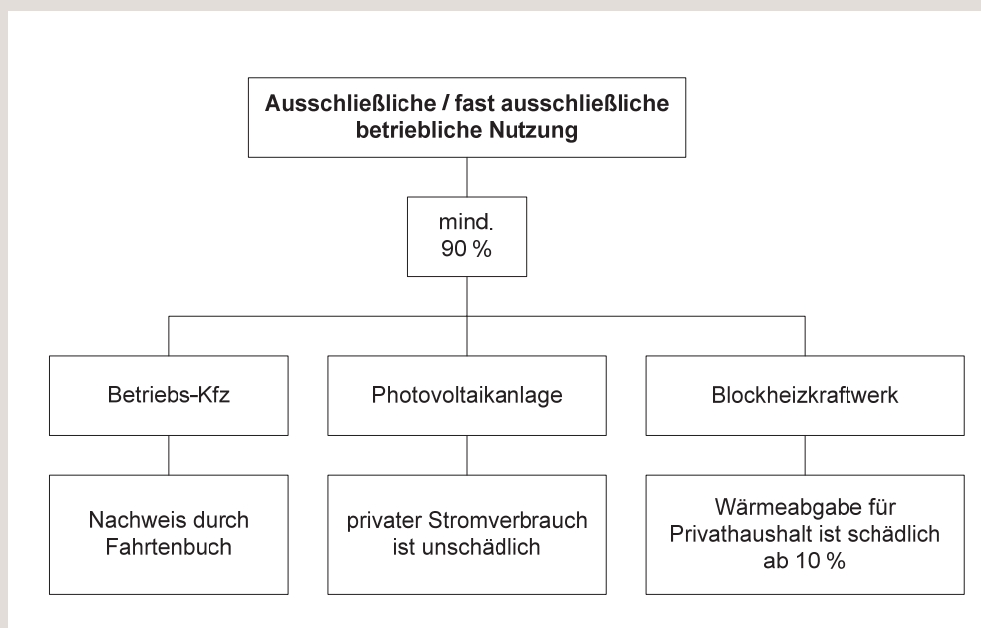 Ausschließliche / fast ausschließliche
betriebliche Nutzung
mind.
90 %
Betriebs-Kfz
Photovoltaikanlage
Blockheizkraftwerk
Nachweis durch
Fahrtenbuch
privater Stromverbrauch
ist unschädlich
Wärmeabgabe für
Privathaushalt ist schädlich
ab 10 %